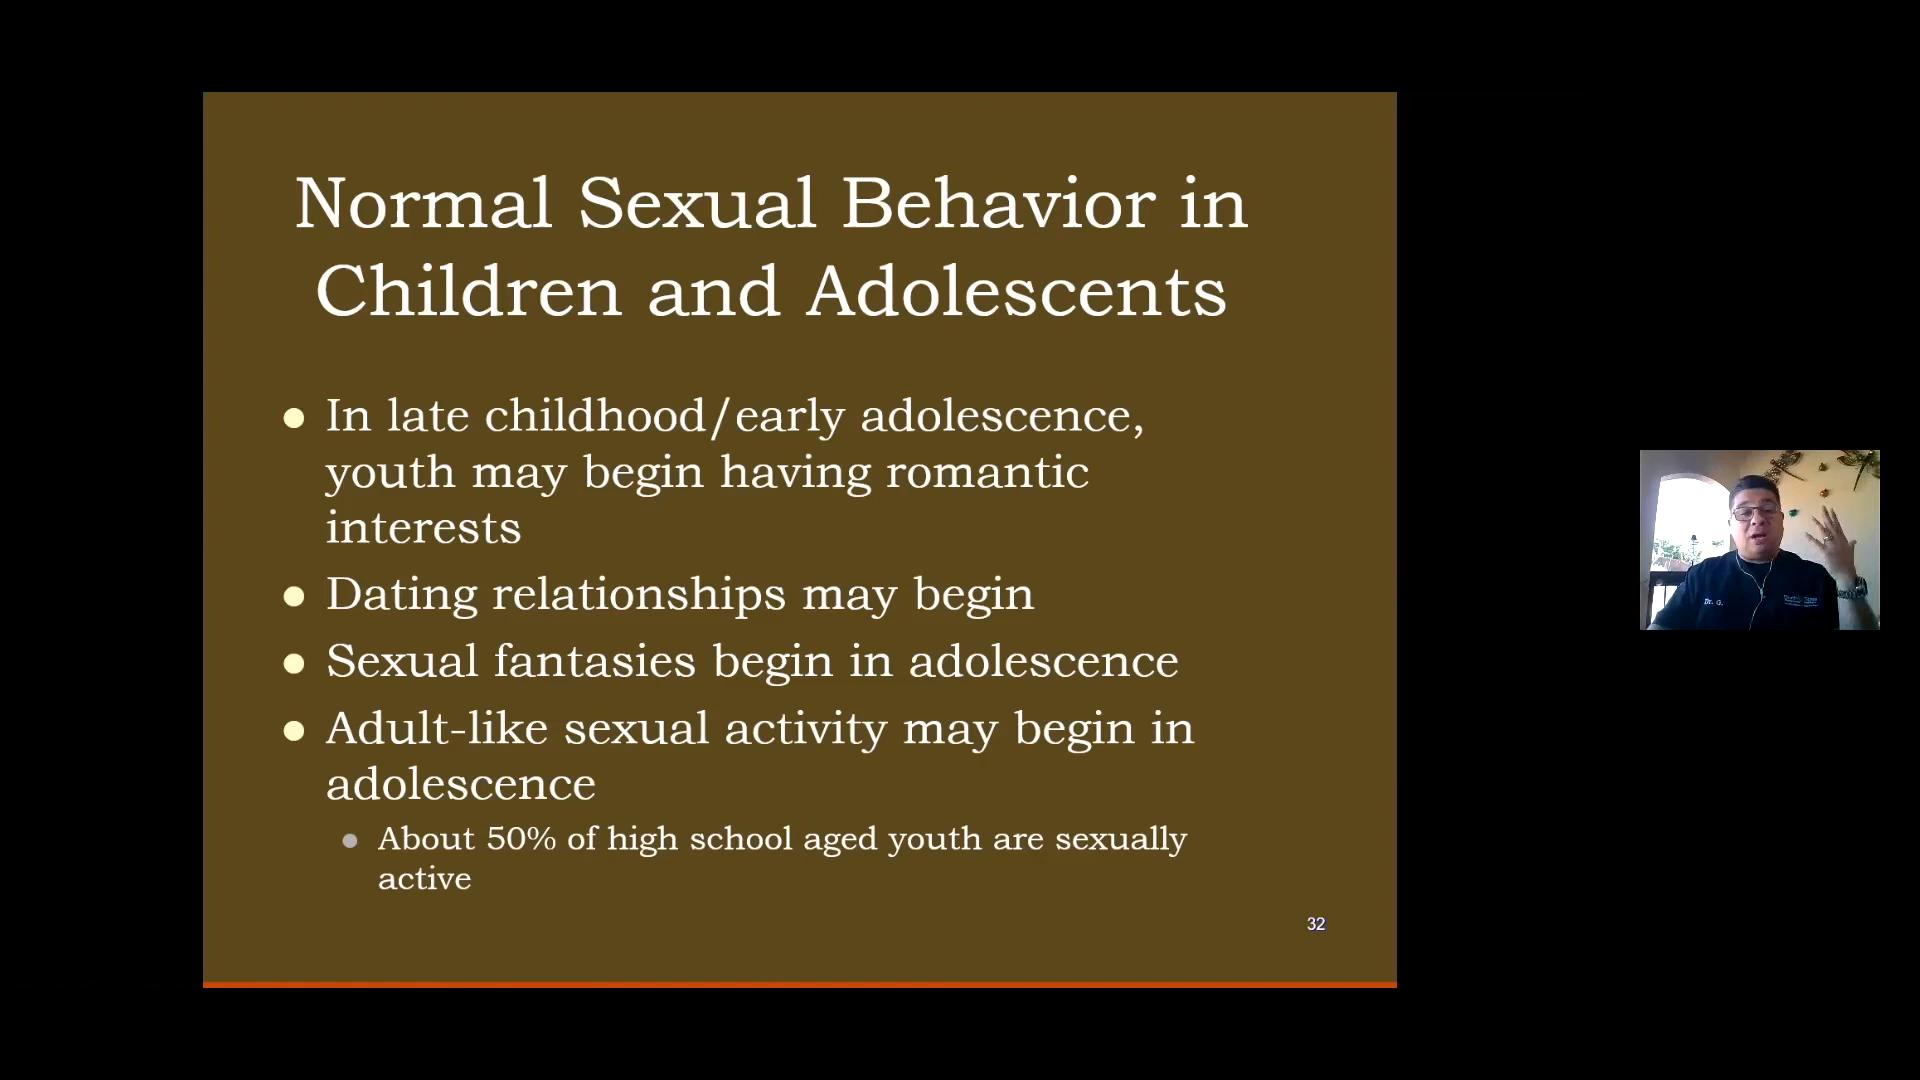 Normal Sexual Behavior in
Children and Adolescents
● In late childhood/early adolescence,
youth may begin having romantic
interests
● Dating relationships may begin
● Sexual fantasies begin in adolescence
● Adult-like sexual activity may begin in
adolescence
● About 50% of high school aged youth are sexually
active
32
Dr. G.